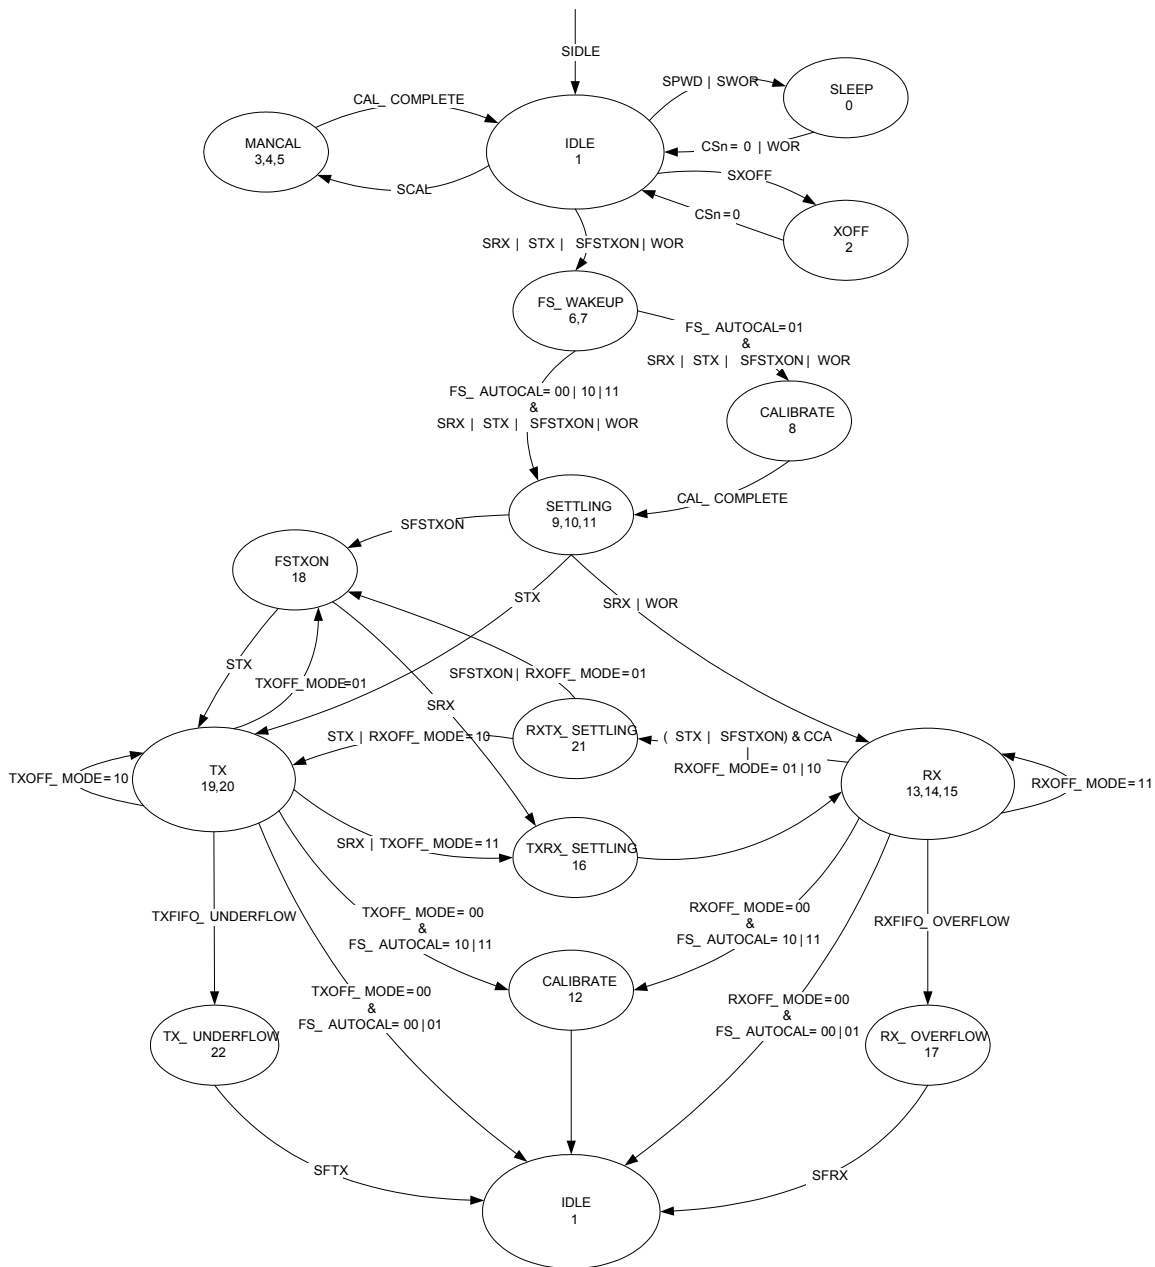 SIDLE
SPWD | SWOR
SLEEP
0
CAL_ COMPLETE
MANCAL
3,4,5
IDLE
1
CSn = 0 | WOR
SCAL
SXOFF
CSn = 0
XOFF
2
SRX | STX | SFSTXON | WOR
FS_ WAKEUP
6,7
FS_ AUTOCAL = 01
&
SRX | STX | SFSTXON | WOR
FS_ AUTOCAL = 00 | 10 | 11
&
SRX | STX | SFSTXON | WOR
CALIBRATE
8
CAL_ COMPLETE
SETTLING
9,10,11
SFSTXON
FSTXON
18
STX
SRX | WOR
STX
TXOFF_ MODE = 01
SFSTXON | RXOFF_ MODE = 01
SRX
RXTX_ SETTLING
21
STX | RXOFF_ MODE = 10
( STX | SFSTXON ) & CCA
|
RXOFF_ MODE = 01 | 10
TXOFF_ MODE = 10
TX
19,20
RX
13,14,15
RXOFF_ MODE = 11
SRX | TXOFF_ MODE = 11
TXRX_ SETTLING
16
TXFIFO_ UNDERFLOW
TXOFF_ MODE = 00
&
FS_ AUTOCAL = 10 | 11
RXOFF_ MODE = 00
&
FS_ AUTOCAL = 10 | 11
RXFIFO_ OVERFLOW
CALIBRATE
12
TXOFF_ MODE = 00
&
FS_ AUTOCAL = 00 | 01
RXOFF_ MODE = 00
&
FS_ AUTOCAL = 00 | 01
TX_ UNDERFLOW
22
RX_ OVERFLOW
17
SFTX
SFRX
IDLE
1